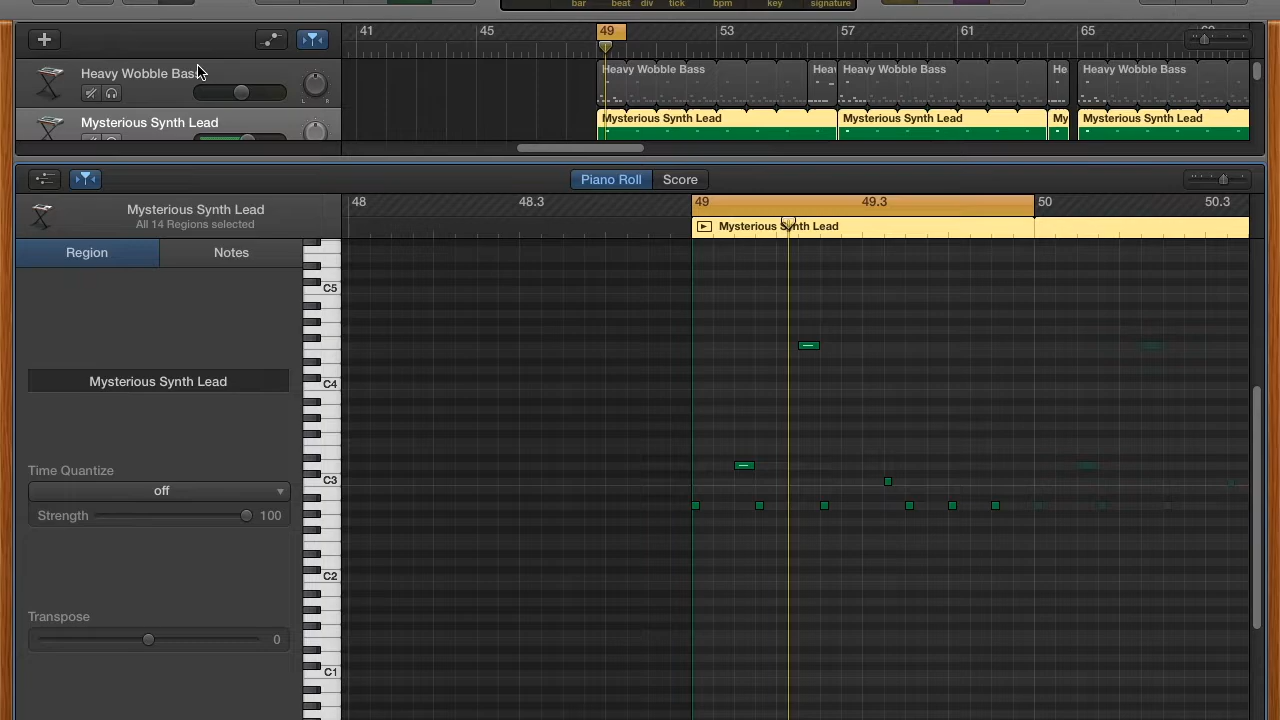 bar beat div tick bpm key signature
41 45 49 53 57 61 65
Heavy Wobble Bass
L R
Heavy Wobble Bass Heav Heavy Wobble Bass He Heavy Wobble Bass
Mysterious Synth Lead
Mysterious Synth Lead Mysterious Synth Lead My Mysterious Synth Lead
Piano Roll Score
Mysterious Synth Lead
All 14 Regions selected
48 48.3 49 49.3 50 50.3
Mysterious Synth Lead
Region Notes
C5
Mysterious Synth Lead
C4
Time Quantize
C3
off
Strength 100
C2
Transpose
0
C1